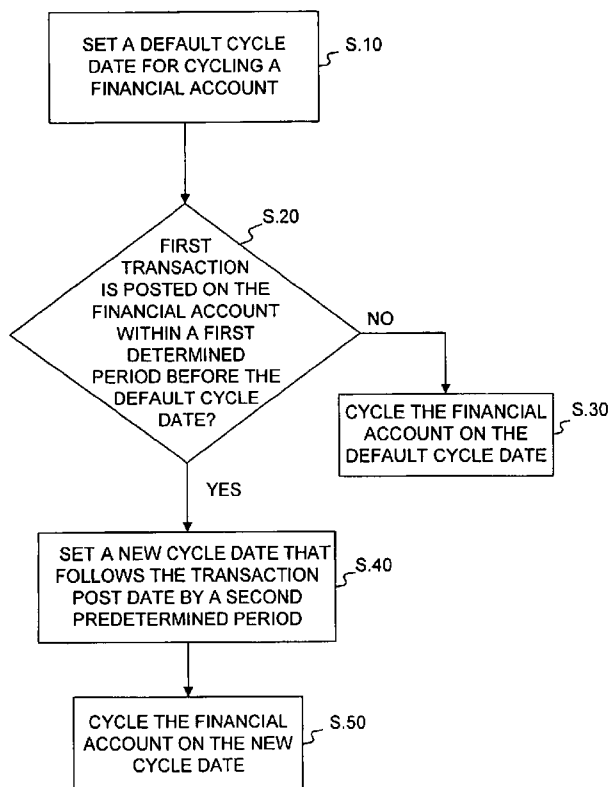 SET A DEFAULT CYCLE
DATE FOR CYCLING A
FINANCIAL ACCOUNT
S.10
S.20
FIRST
TRANSACTION
IS POSTED ON THE
FINANCIAL ACCOUNT
WITHIN A FIRST
DETERMINED
PERIOD BEFORE THE
DEFAULT CYCLE
DATE?
NO
CYCLE THE FINANCIAL
ACCOUNT ON THE
DEFAULT CYCLE DATE
S.30
YES
SET A NEW CYCLE DATE THAT
FOLLOWS THE TRANSACTION
POST DATE BY A SECOND
PREDETERMINED PERIOD
S.40
CYCLE THE FINANCIAL
ACCOUNT ON THE NEW
CYCLE DATE
S.50